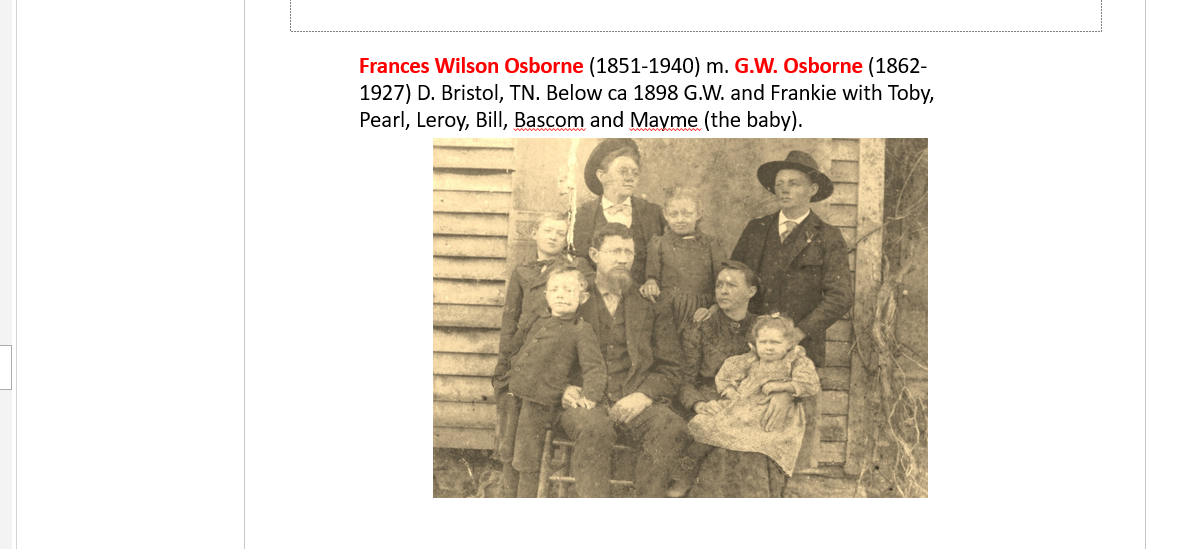 Frances Wilson Osborne (1851-1940) m. G.W. Osborne (1862-
1927) D. Bristol, TN. Below ca 1898 G.W. and Frankie with Toby,
Pearl, Leroy, Bill, Bascom and Mayme (the baby).